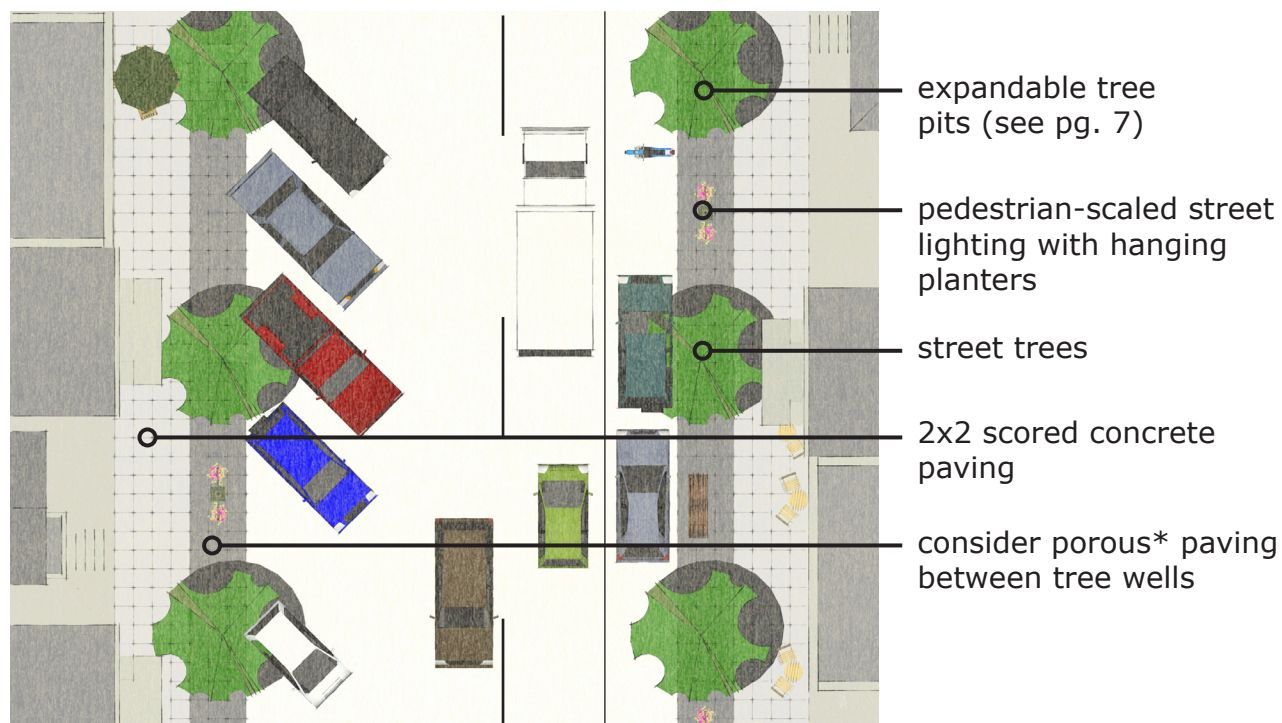 expandable tree
pits (see pg. 7)
pedestrian-scaled street
lighting with hanging
planters
street trees
2x2 scored concrete
paving
consider porous* paving
between tree wells